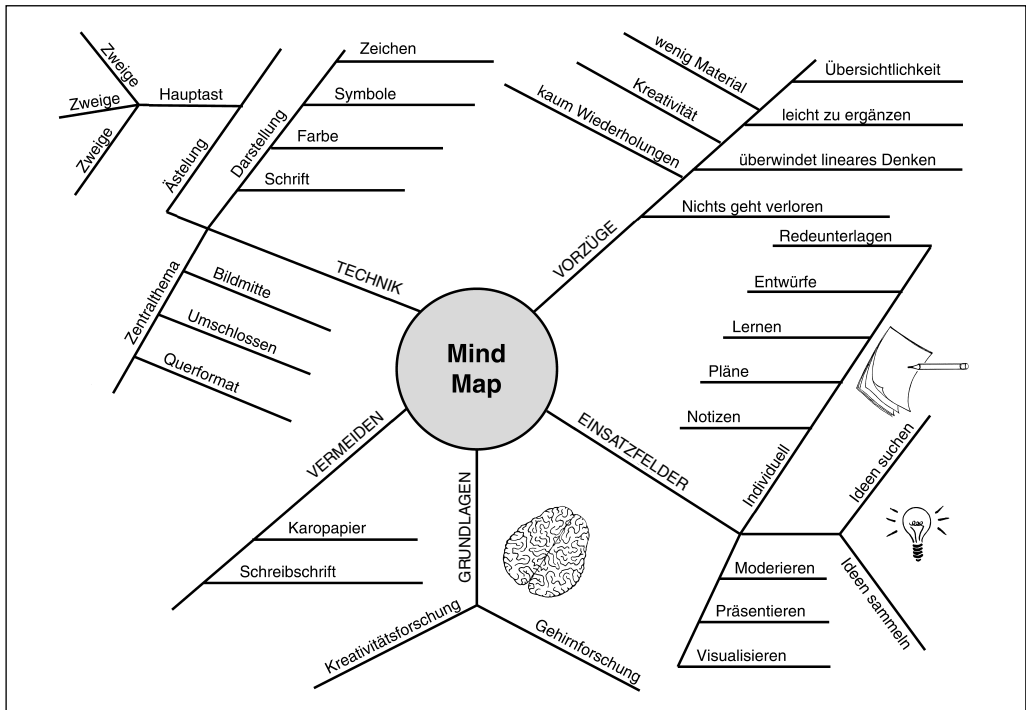 Mind
Map
TECHNIK
Ästelung
Hauptast
Zweige
Zweige
Zweige
Darstellung
Zeichen
Symbole
Farbe
Schrift
Zentralthema
Bildmitte
Umschlossen
Querformat
VORZÜGE
wenig Material
Kreativität
kaum Wiederholungen
Übersichtlichkeit
leicht zu ergänzen
überwindet lineares Denken
Nichts geht verloren
EINSATZFELDER
Individuell
Redeunterlagen
Entwürfe
Lernen
Pläne
Notizen
Ideen suchen
Ideen sammeln
Moderieren
Präsentieren
Visualisieren
GRUNDLAGEN
Kreativitätsforschung
Gehirnforschung
VERMEIDEN
Karopapier
Schreibschrift